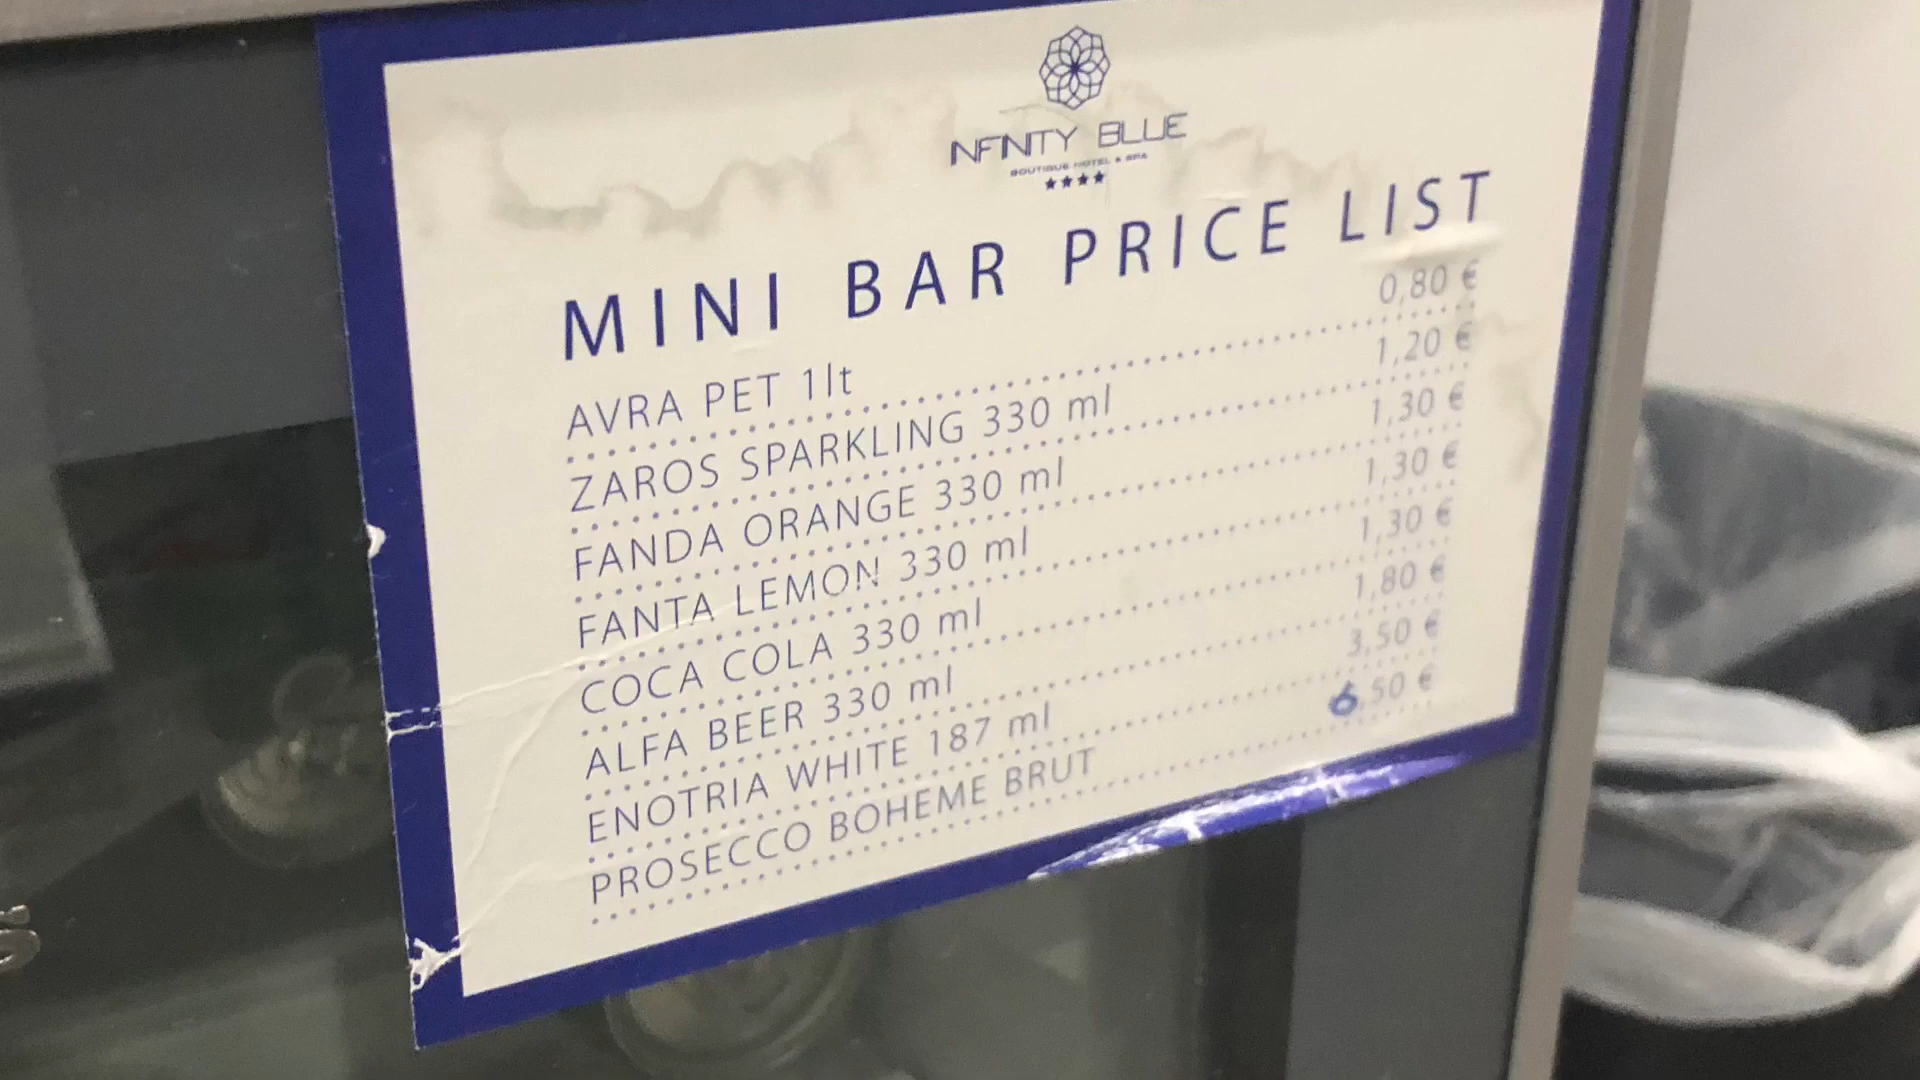 INFINITY BLUE
BOUTIQUE HOTEL & SPA
MINI BAR PRICE LIST
AVRA PET 1lt 0,80 €
ZAROS SPARKLING 330 ml 1,20 €
FANDA ORANGE 330 ml 1,30 €
FANTA LEMON 330 ml 1,30 €
COCA COLA 330 ml 1,30 €
ALFA BEER 330 ml 1,80 €
ENOTRIA WHITE 187 ml 3,50 €
PROSECCO BOHEME BRUT 6,50 €